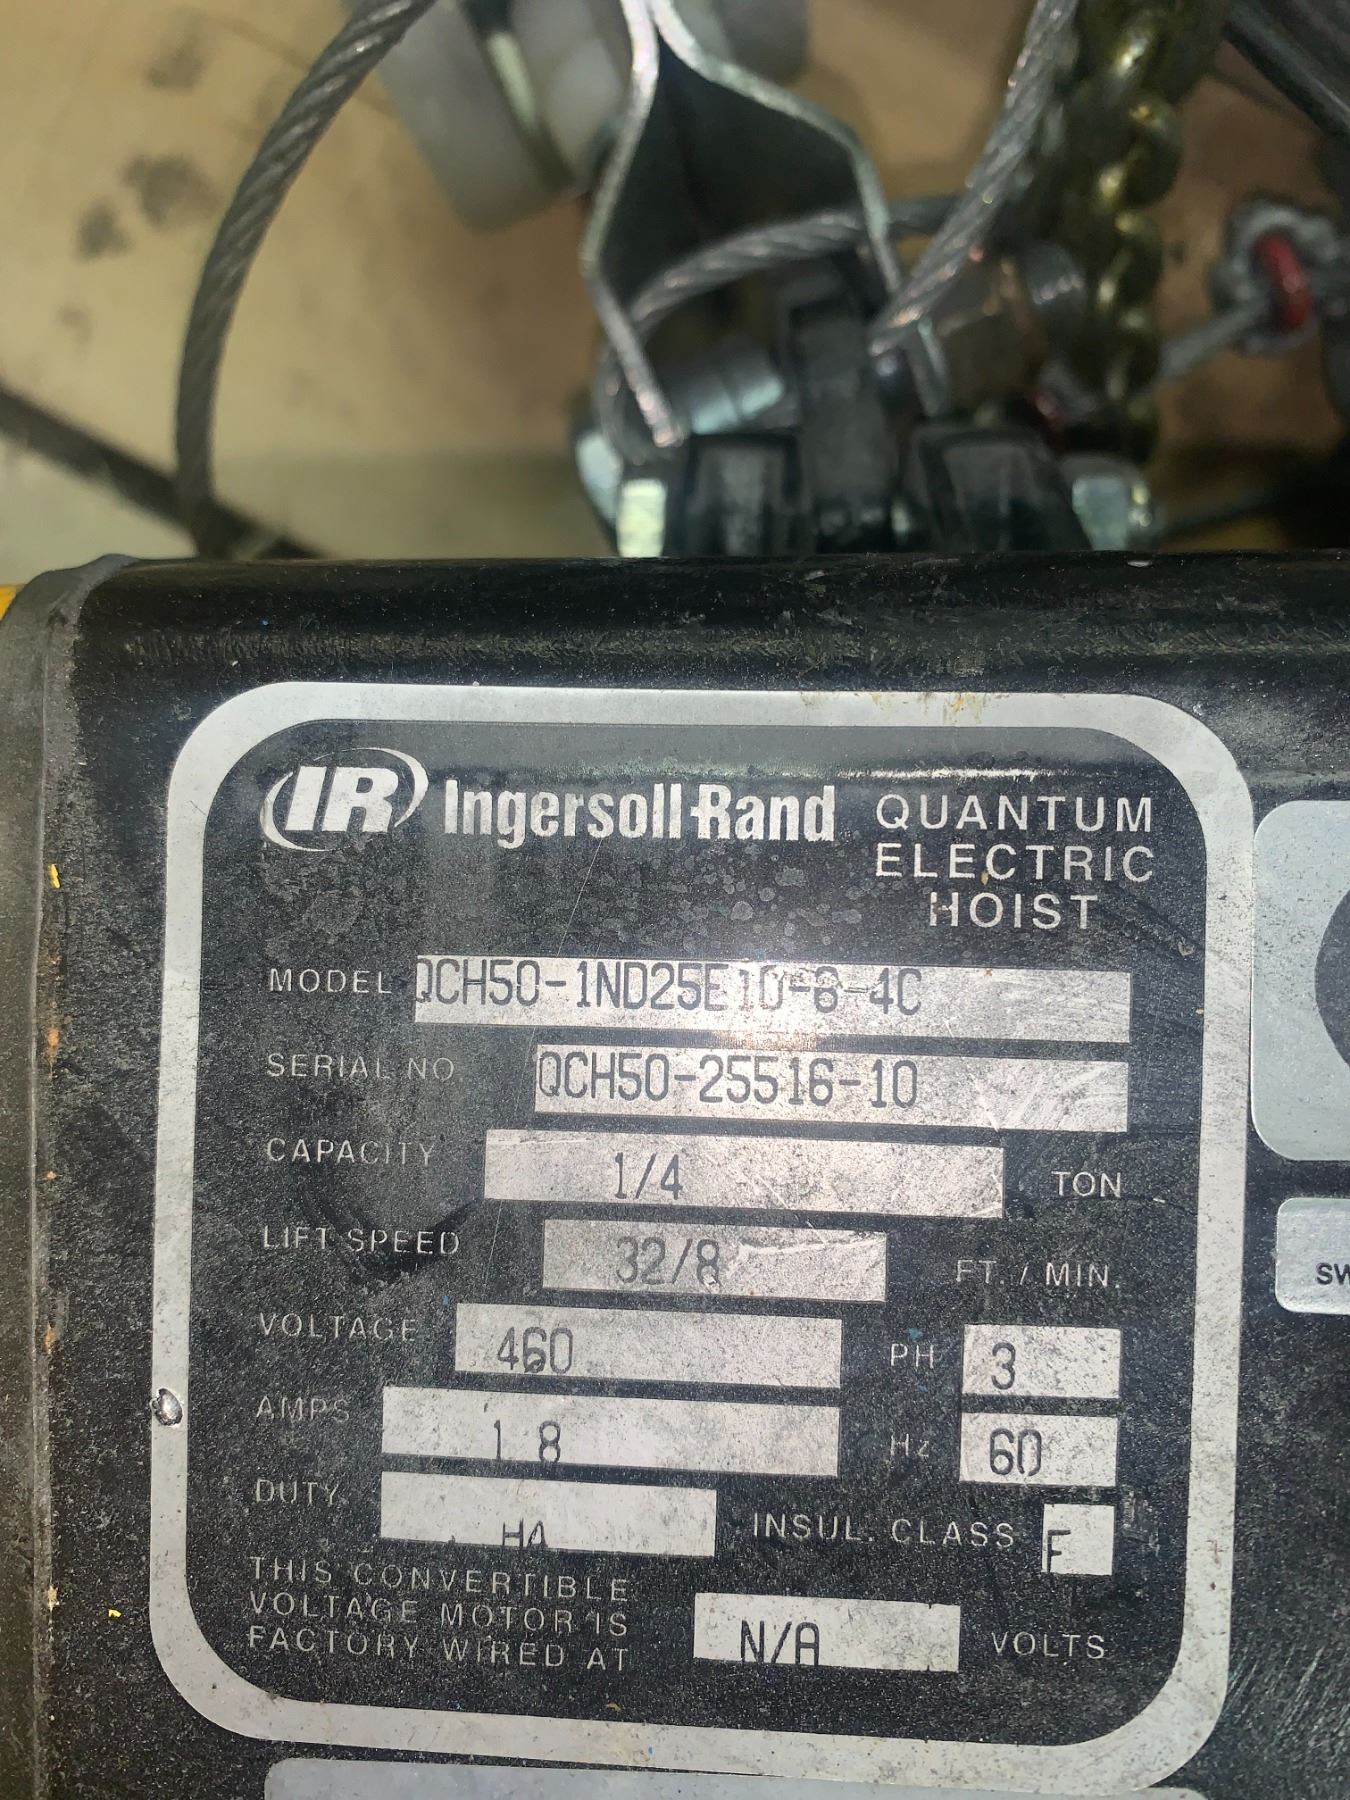 IR Ingersoll-Rand
QUANTUM
ELECTRIC
HOIST
MODEL QCH50-1ND25E10-8-4C
SERIAL NO QCH50-25516-10
CAPACITY 1/4 TON
LIFT SPEED 32/8 FT. / MIN.
VOLTAGE 460 PH 3
AMPS 1.8 Hz 60
DUTY H4 INSUL. CLASS F
THIS CONVERTIBLE
VOLTAGE MOTOR IS
FACTORY WIRED AT N/A VOLTS